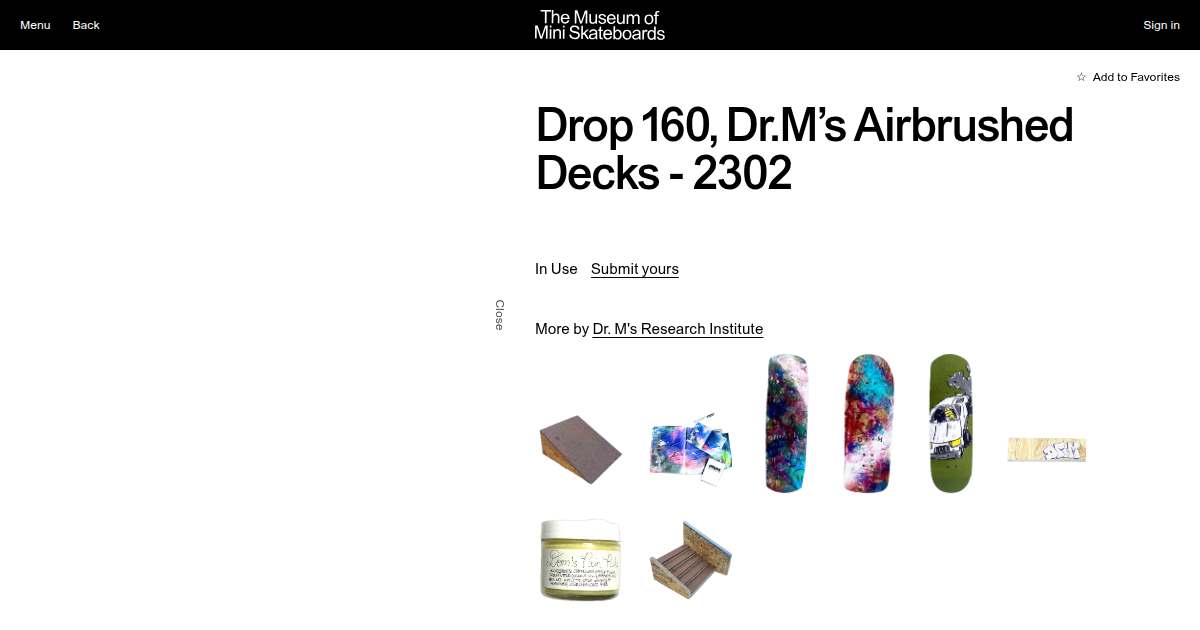 Menu
Back
The Museum of
Mini Skateboards
Sign in
☆ Add to Favorites
Drop 160, Dr.M’s Airbrushed
Decks - 2302
In Use
Submit yours
Close
More by Dr. M's Research Institute